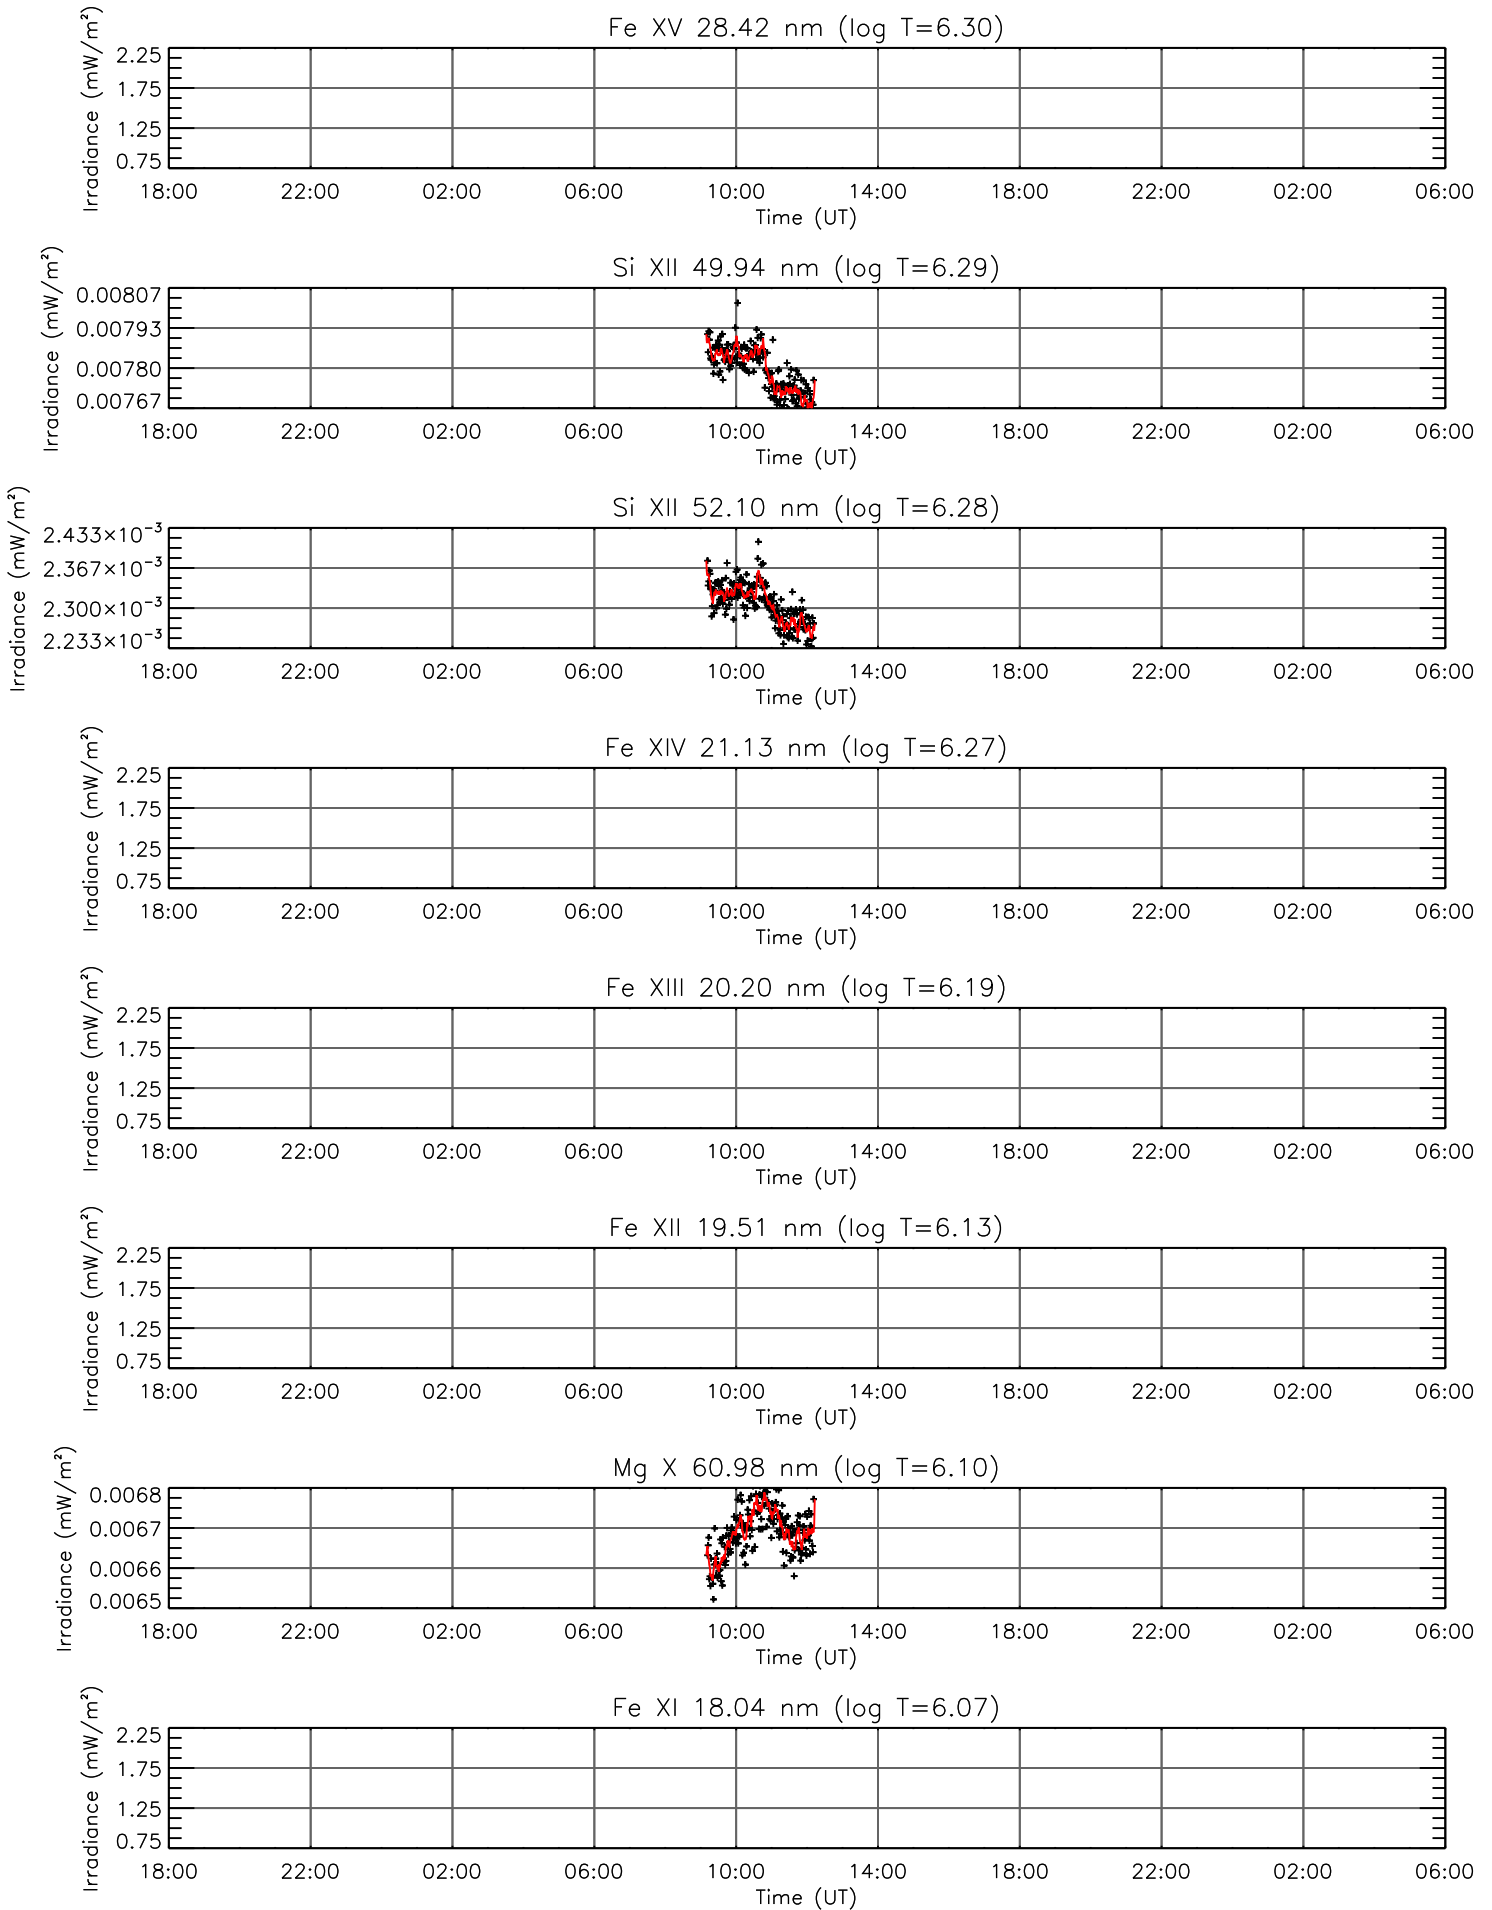 Fe XV 28.42 nm (log T=6.30)
Irradiance (mW/m²)
2.25
1.75
1.25
0.75
18:00 22:00 02:00 06:00 10:00 14:00 18:00 22:00 02:00 06:00
Time (UT)
Si XII 49.94 nm (log T=6.29)
Irradiance (mW/m²)
0.00807
0.00793
0.00780
0.00767
18:00 22:00 02:00 06:00 10:00 14:00 18:00 22:00 02:00 06:00
Time (UT)
Si XII 52.10 nm (log T=6.28)
Irradiance (mW/m²)
2.433×10⁻³
2.367×10⁻³
2.300×10⁻³
2.233×10⁻³
18:00 22:00 02:00 06:00 10:00 14:00 18:00 22:00 02:00 06:00
Time (UT)
Fe XIV 21.13 nm (log T=6.27)
Irradiance (mW/m²)
2.25
1.75
1.25
0.75
18:00 22:00 02:00 06:00 10:00 14:00 18:00 22:00 02:00 06:00
Time (UT)
Fe XIII 20.20 nm (log T=6.19)
Irradiance (mW/m²)
2.25
1.75
1.25
0.75
18:00 22:00 02:00 06:00 10:00 14:00 18:00 22:00 02:00 06:00
Time (UT)
Fe XII 19.51 nm (log T=6.13)
Irradiance (mW/m²)
2.25
1.75
1.25
0.75
18:00 22:00 02:00 06:00 10:00 14:00 18:00 22:00 02:00 06:00
Time (UT)
Mg X 60.98 nm (log T=6.10)
Irradiance (mW/m²)
0.0068
0.0067
0.0066
0.0065
18:00 22:00 02:00 06:00 10:00 14:00 18:00 22:00 02:00 06:00
Time (UT)
Fe XI 18.04 nm (log T=6.07)
Irradiance (mW/m²)
2.25
1.75
1.25
0.75
18:00 22:00 02:00 06:00 10:00 14:00 18:00 22:00 02:00 06:00
Time (UT)